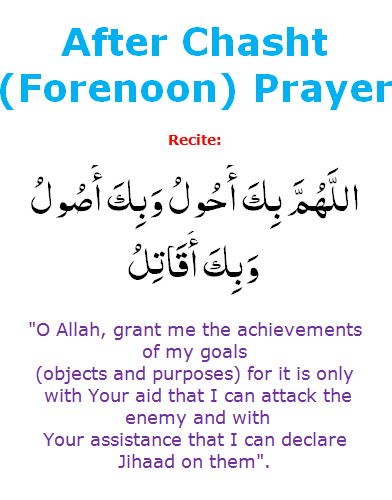 After Chasht
(Forenoon) Prayer
Recite:
اللَّهُمَّ بِكَ أَحُولُ وَبِكَ أَصُولُ
وَبِكَ أُقَاتِلُ
"O Allah, grant me the achievements
of my goals
(objects and purposes) for it is only
with Your aid that I can attack the
enemy and with
Your assistance that I can declare
Jihaad on them".